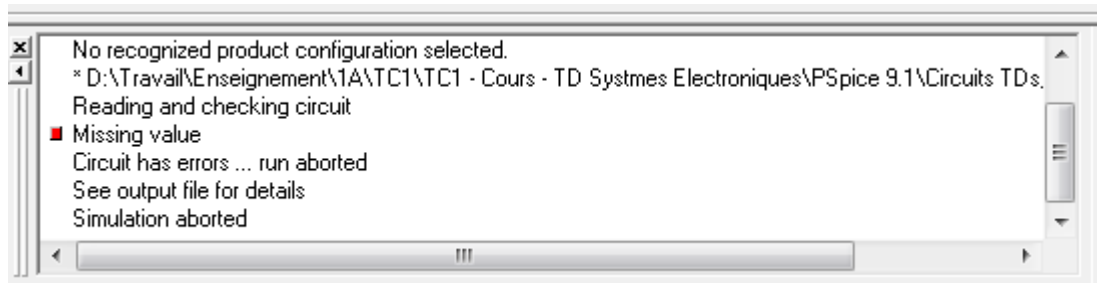 No recognized product configuration selected.
* D:\Travail\Enseignement\1A\TC1\TC1 - Cours - TD Systmes Electroniques\PSpice 9.1\Circuits TDs,
Reading and checking circuit
Missing value
Circuit has errors ... run aborted
See output file for details
Simulation aborted